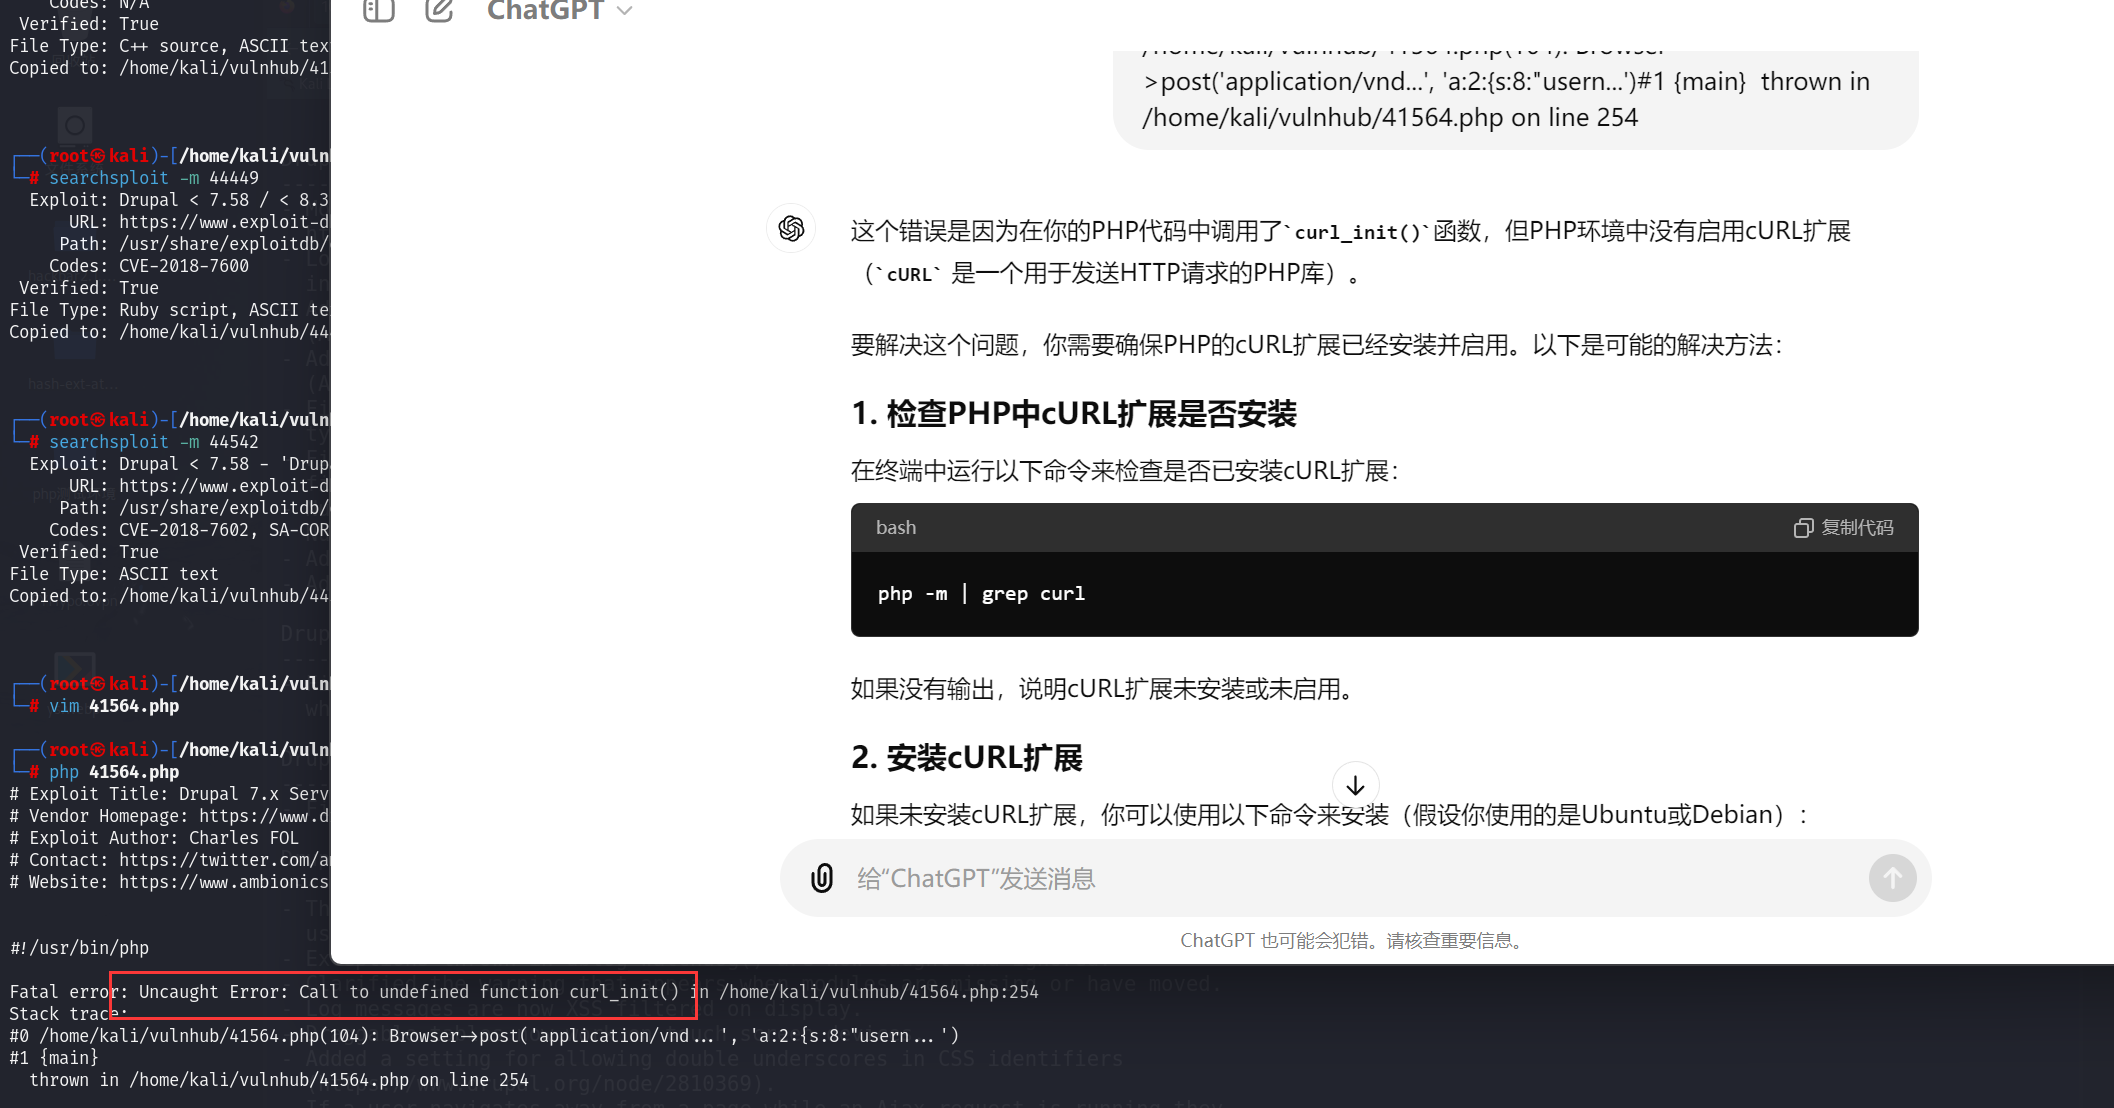 Codes: N/A
Verified: True
File Type: C++ source, ASCII tex
Copied to: /home/kali/vulnhub/41
┌──(root㉿kali)-[/home/kali/vuln
└─# searchsploit -m 44449
Exploit: Drupal < 7.58 / < 8.3
URL: https://www.exploit-d
Path: /usr/share/exploitdb/
Codes: CVE-2018-7600
Verified: True
File Type: Ruby script, ASCII te
Copied to: /home/kali/vulnhub/44
┌──(root㉿kali)-[/home/kali/vuln
└─# searchsploit -m 44542
Exploit: Drupal < 7.58 - 'Drup
URL: https://www.exploit-d
Path: /usr/share/exploitdb/
Codes: CVE-2018-7602, SA-COR
Verified: True
File Type: ASCII text
Copied to: /home/kali/vulnhub/44
┌──(root㉿kali)-[/home/kali/vuln
└─# vim 41564.php
┌──(root㉿kali)-[/home/kali/vuln
└─# php 41564.php
# Exploit Title: Drupal 7.x Serv
# Vendor Homepage: https://www.d
# Exploit Author: Charles FOL
# Contact: https://twitter.com/a
# Website: https://www.ambionics
#!/usr/bin/php
Fatal error: Uncaught Error: Call to undefined function curl_init() in /home/kali/vulnhub/41564.php:254
Stack trace:
#0 /home/kali/vulnhub/41564.php(104): Browser->post('application/vnd...', 'a:2:{s:8:"usern...')
#1 {main}
thrown in /home/kali/vulnhub/41564.php on line 254
ChatGPT
/home/kali/vulnhub/41564.php(104): Browser-
>post('application/vnd...', 'a:2:{s:8:"usern...')#1 {main}  thrown in
/home/kali/vulnhub/41564.php on line 254
这个错误是因为在你的PHP代码中调用了`curl_init()`函数，但PHP环境中没有启用cURL扩展
（`cURL` 是一个用于发送HTTP请求的PHP库）。
要解决这个问题，你需要确保PHP的cURL扩展已经安装并启用。以下是可能的解决方法：
1. 检查PHP中cURL扩展是否安装
在终端中运行以下命令来检查是否已安装cURL扩展：
bash
复制代码
php -m | grep curl
如果没有输出，说明cURL扩展未安装或未启用。
2. 安装cURL扩展
如果未安装cURL扩展，你可以使用以下命令来安装（假设你使用的是Ubuntu或Debian）：
给“ChatGPT”发送消息
ChatGPT 也可能会犯错。请核查重要信息。